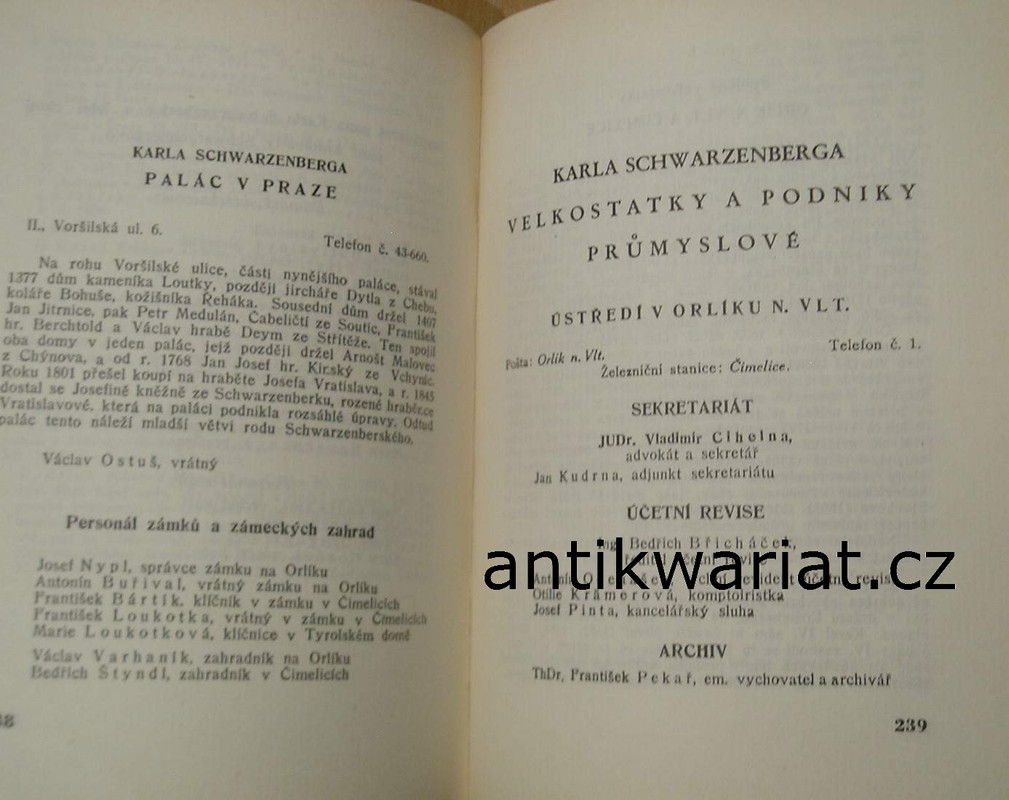 KARLA SCHWARZENBERGA
PALÁC V PRAZE
II., Voršilská ul. 6.
Telefon č. 43-660.
Na rohu Voršilské ulice, části nynějšího paláce, stával
1377 dům kameníka Loutky, později jircháře Dytla z Chebu,
koláře Bohuše, kožišníka Řeháka. Sousední dům držel 1407
Jan Jitrnice, pak Petr Medulán, Cabeličtí ze Soutic, František
hr. Berchtold a Václav hrabě Deym ze Střítěže. Ten spojil
oba domy v jeden palác, jejž později držel Arnošt Malovec
z Chýnova, a od r. 1768 Jan Josef hr. Kinský ze Vchynic.
Roku 1801 přešel koupí na hraběte Josefa Vratislava, a r. 1845
dostal se Josefině kněžně ze Schwarzenberku, rozené hraběnce
Vratislavové, která na paláci podnikla rozsáhlé úpravy. Odtud
palác tento náleží mladší větvi rodu Schwarzenberského.
Václav Ostuš, vrátný
Personál zámků a zámeckých zahrad
Josef Nypl, správce zámku na Orlíku
Antonín Buřival, vrátný zámku na Orlíku
František Bártík, klíčník v zámku v Čimelicích
František Loukotka, vrátný v zámku v Čimelicích
Marie Loukotková, klíčnice v Tyrolském domě
Václav Varhaník, zahradník na Orlíku
Bedřich Štyndl, zahradník v Čimelicích
KARLA SCHWARZENBERGA
VELKOSTATKY A PODNIKY
PRŮMYSLOVÉ
ÚSTŘEDÍ V ORLÍKU N. VLT.
Telefon č. 1.
Pošta: Orlík n. Vlt.
Železniční stanice: Čimelice.
SEKRETARIÁT
JUDr. Vladimír Cihelna,
advokát a sekretář
Jan Kudrna, adjunkt sekretariátu
ÚČETNÍ REVISE
Ing. Bedřich Břicháček,
antikwariat.cz
účetní revise
Otilie Krámerová, komptoiristka
Josef Pinta, kancelářský sluha
ARCHIV
ThDr. František Pekař, em. vychovatel a archivář
239